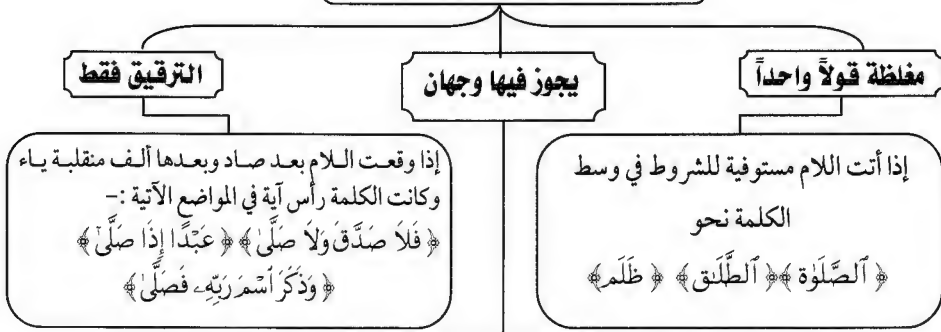 مغلظة قولاً واحداً
يجوز فيها وجهان
الترقيق فقط
إذا أتت اللام مستوفية للشروط في وسط
الكلمة نحو
﴿ ٱلصَّلَوٰة ﴾﴿ ٱلطَّلَـٰق ﴾ ﴿ ظَلَم ﴾
إذا وقعت اللام بعد صاد وبعدها ألف منقلبة ياء
وكانت الكلمة رأس آية في المواضع الآتية :–
﴿ فَلَا صَدَّقَ وَلَا صَلَّىٰ ﴾﴿ عَبْدًا إِذَا صَلَّىٰٓ ﴾
﴿ وَذَكَرَ ٱسْمَ رَبِّهِۦ فَصَلَّىٰ ﴾